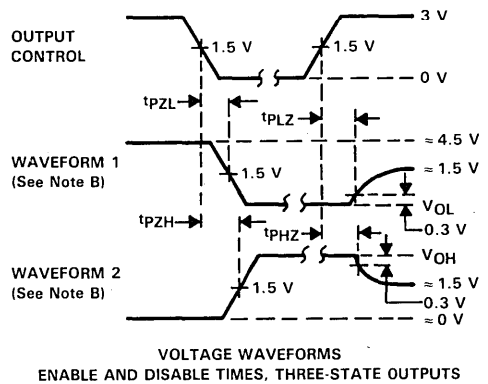 3 V
OUTPUT
CONTROL
1.5 V
1.5 V
0 V
tPZL
tPLZ
≈ 4.5 V
WAVEFORM 1
(See Note B)
1.5 V
≈ 1.5 V
VOL
0.3 V
tPZH
tPHZ
VOH
WAVEFORM 2
(See Note B)
1.5 V
≈ 1.5 V
0.3 V
≈ 0 V
VOLTAGE WAVEFORMS
ENABLE AND DISABLE TIMES, THREE-STATE OUTPUTS